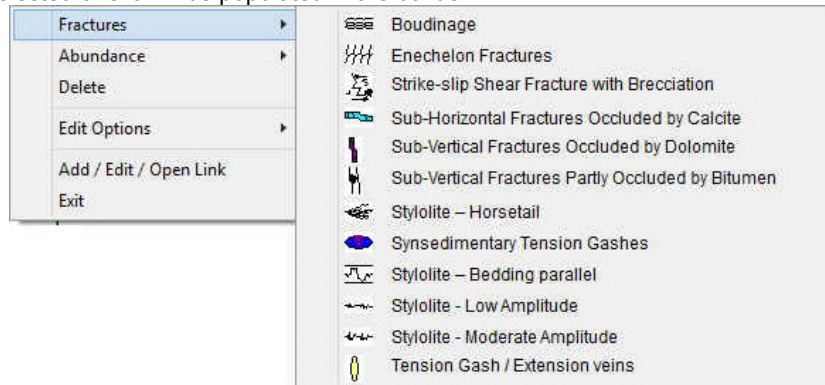 Fractures
Abundance
Delete
Edit Options
Add / Edit / Open Link
Exit
Boudinage
Enechelon Fractures
Strike-slip Shear Fracture with Brecciation
Sub-Horizontal Fractures Occluded by Calcite
Sub-Vertical Fractures Occluded by Dolomite
Sub-Vertical Fractures Partly Occluded by Bitumen
Stylolite – Horsetail
Synsedimentary Tension Gashes
Stylolite – Bedding parallel
Stylolite - Low Amplitude
Stylolite - Moderate Amplitude
Tension Gash / Extension veins